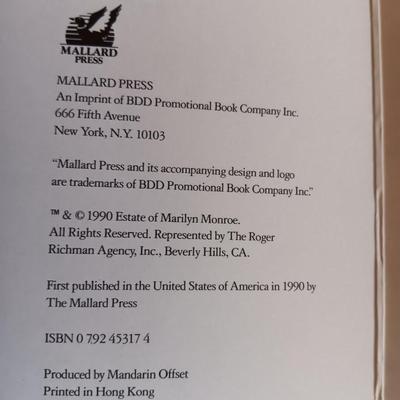 MALLARD
PRESS
MALLARD PRESS
An Imprint of BDD Promotional Book Company Inc.
666 Fifth Avenue
New York, N.Y. 10103
“Mallard Press and its accompanying design and logo
are trademarks of BDD Promotional Book Company Inc.”
™ & © 1990 Estate of Marilyn Monroe.
All Rights Reserved. Represented by The Roger
Richman Agency, Inc., Beverly Hills, CA.
First published in the United States of America in 1990 by
The Mallard Press
ISBN 0 792 45317 4
Produced by Mandarin Offset
Printed in Hong Kong